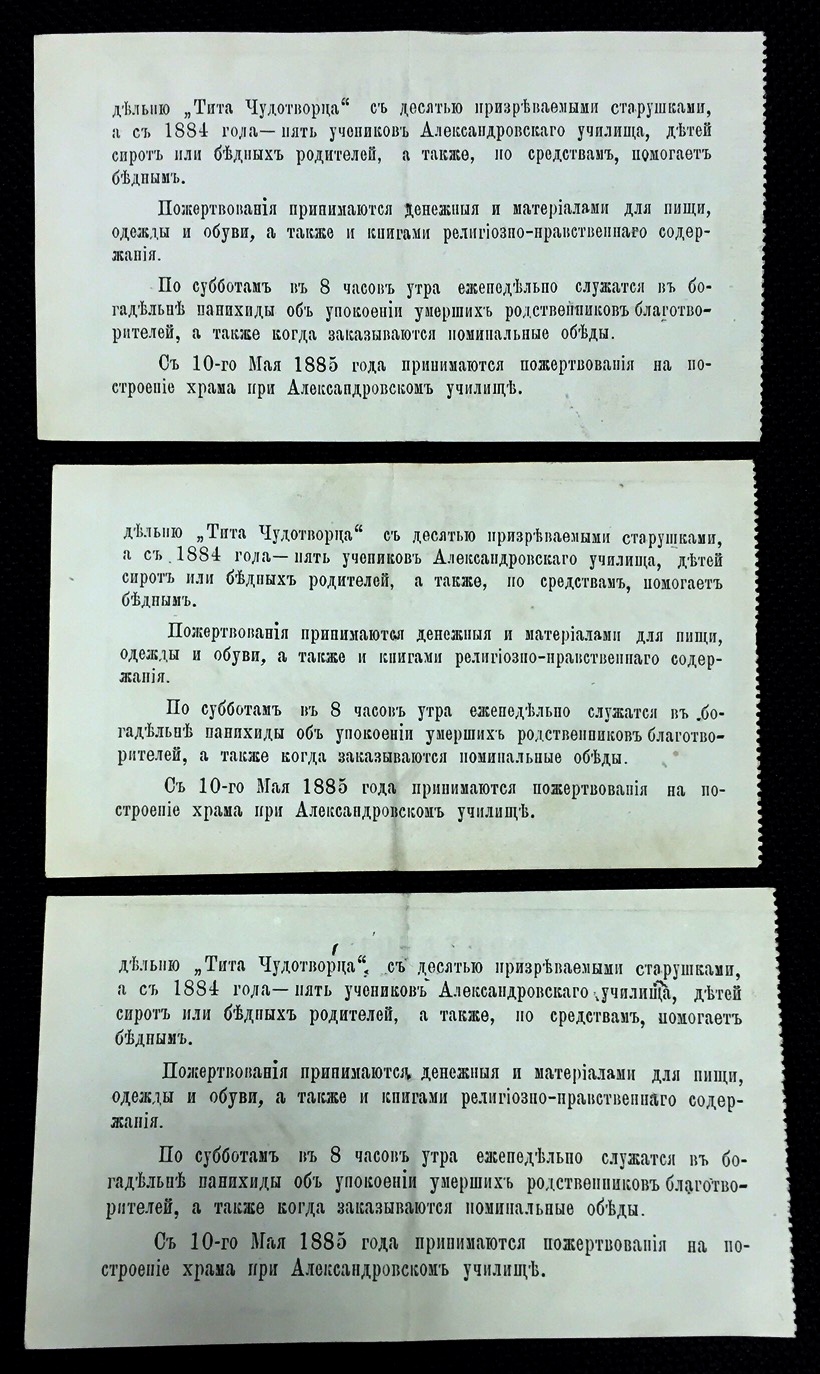 дѣльню „Тита Чудотворца“ съ десятью призрѣваемыми старушками,
а съ 1884 года— пять учениковъ Александровскаго училища, дѣтей
сиротъ или бѣдныхъ родителей, а также, по средствамъ, помогаетъ
бѣднымъ.
Пожертвованія принимаются денежныя и матеріалами для пищи,
одежды и обуви, а также и книгами религіозно-нравственнаго содер-
жанія.
По субботамъ въ 8 часовъ утра еженедѣльно служатся въ бо-
гадѣльнѣ панихиды объ упокоеніи умершихъ родственниковъ благотво-
рителей, а также когда заказываются номинальные обѣды.
Съ 10-го Мая 1885 года принимаются пожертвованія на по-
строеніе храма при Александровскомъ училищѣ.
дѣльню „Тита Чудотворца“ съ десятью призрѣваемыми старушками,
а съ 1884 года— пять учениковъ Александровскаго училища, дѣтей
сиротъ или бѣдныхъ родителей, а также, по средствамъ, помогаетъ
бѣднымъ.
Пожертвованія принимаются денежныя и матеріалами для пищи,
одежды и обуви, а также и книгами религіозно-нравственнаго содер-
жанія.
По субботамъ въ 8 часовъ утра еженедѣльно служатся въ бо-
гадѣльнѣ панихиды объ упокоеніи умершихъ родственниковъ благотво-
рителей, а также когда заказываются номинальные обѣды.
Съ 10-го Мая 1885 года принимаются пожертвованія на по-
строеніе храма при Александровскомъ училищѣ.
дѣльню „Тита Чудотворца“ съ десятью призрѣваемыми старушками,
а съ 1884 года— пять учениковъ Александровскаго училища, дѣтей
сиротъ или бѣдныхъ родителей, а также, по средствамъ, помогаетъ
бѣднымъ.
Пожертвованія принимаются денежныя и матеріалами для пищи,
одежды и обуви, а также и книгами религіозно-нравственнаго содер-
жанія.
По субботамъ въ 8 часовъ утра еженедѣльно служатся въ бо-
гадѣльнѣ панихиды объ упокоеніи умершихъ родственниковъ благотво-
рителей, а также когда заказываются номинальные обѣды.
Съ 10-го Мая 1885 года принимаются пожертвованія на по-
строеніе храма при Александровскомъ училищѣ.